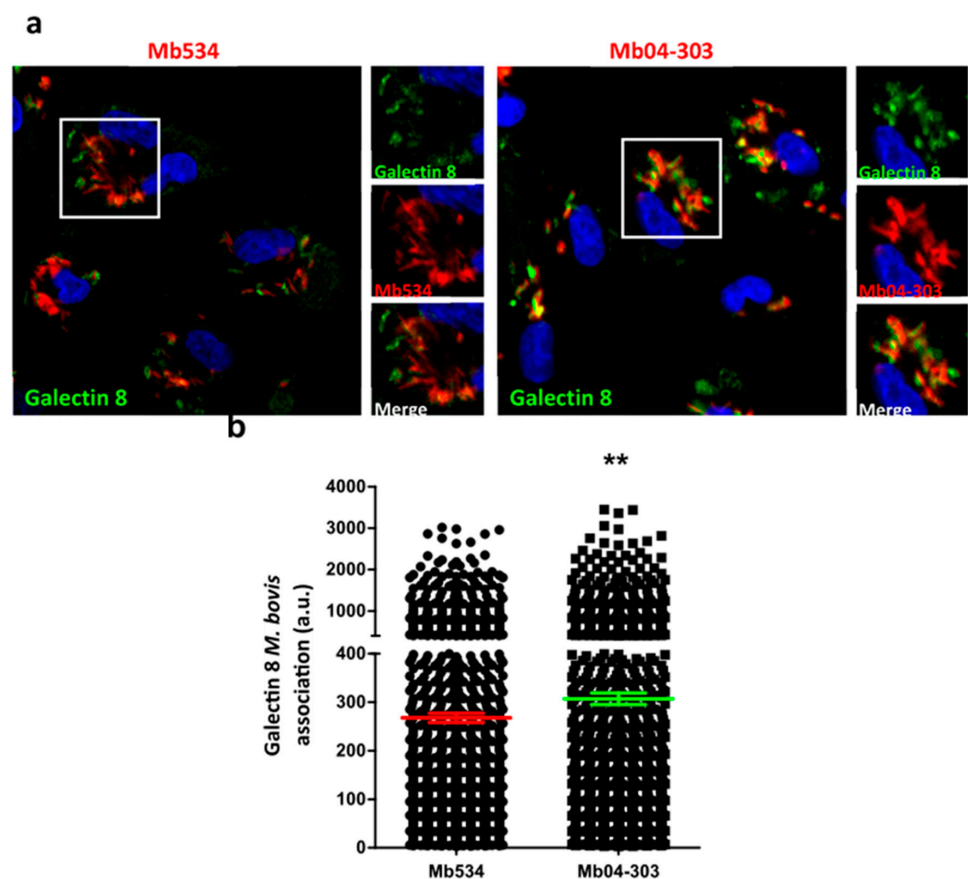 a
Mb534
Mb04-303
Galectin 8
Galectin 8
Mb534
Mb04-303
Galectin 8
Merge
Galectin 8
Merge
b
**
4000
3000
2000
1000
400
300
200
100
0
Galectin 8 M. bovis
association (a.u.)
Mb534
Mb04-303